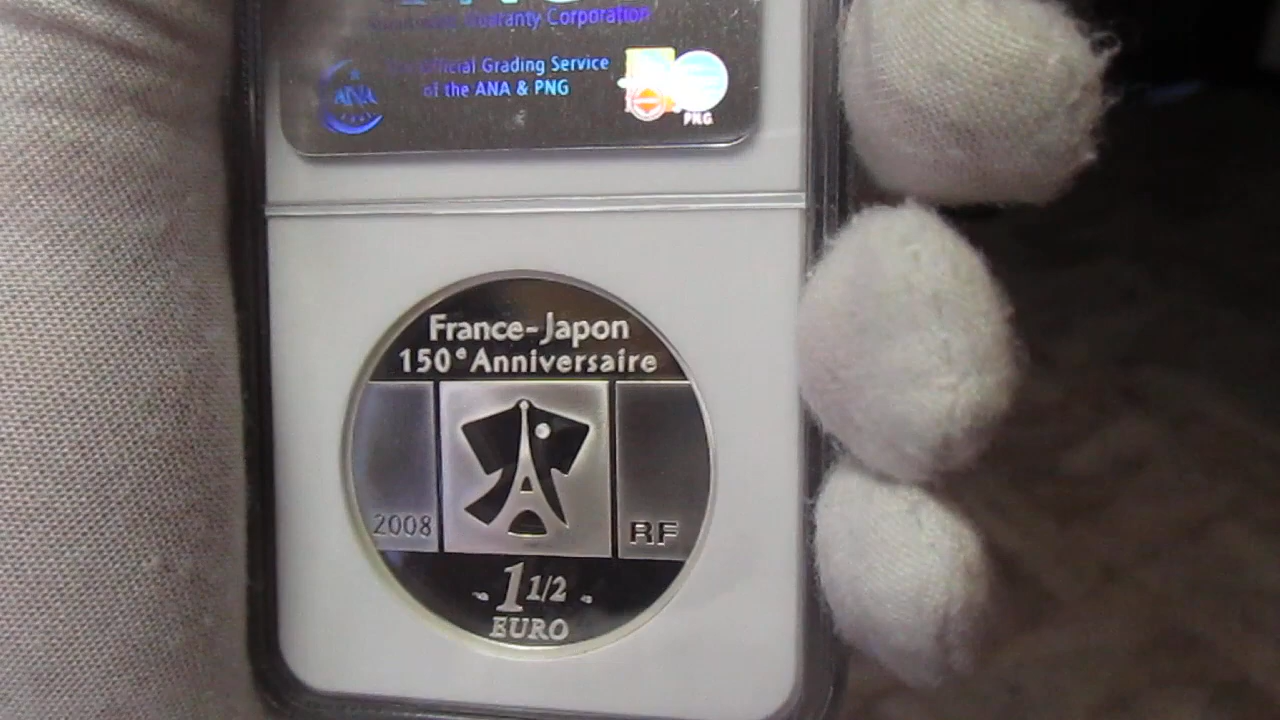 Guaranty Corporation
Official Grading Service
of the ANA & PNG
ANA
PNG
France-Japon
150e Anniversaire
2008
RF
1 1/2
EURO